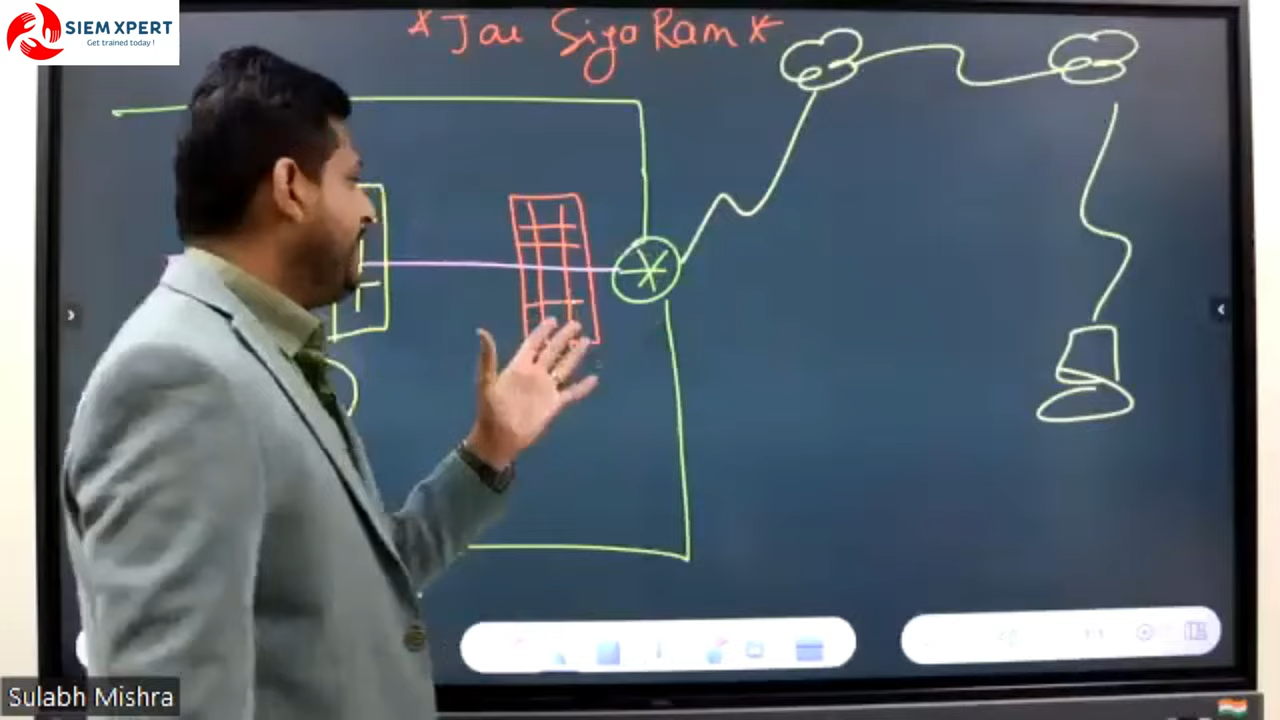 SIEM XPERT
Get trained today !
* Jai Siya Ram *
Sulabh Mishra